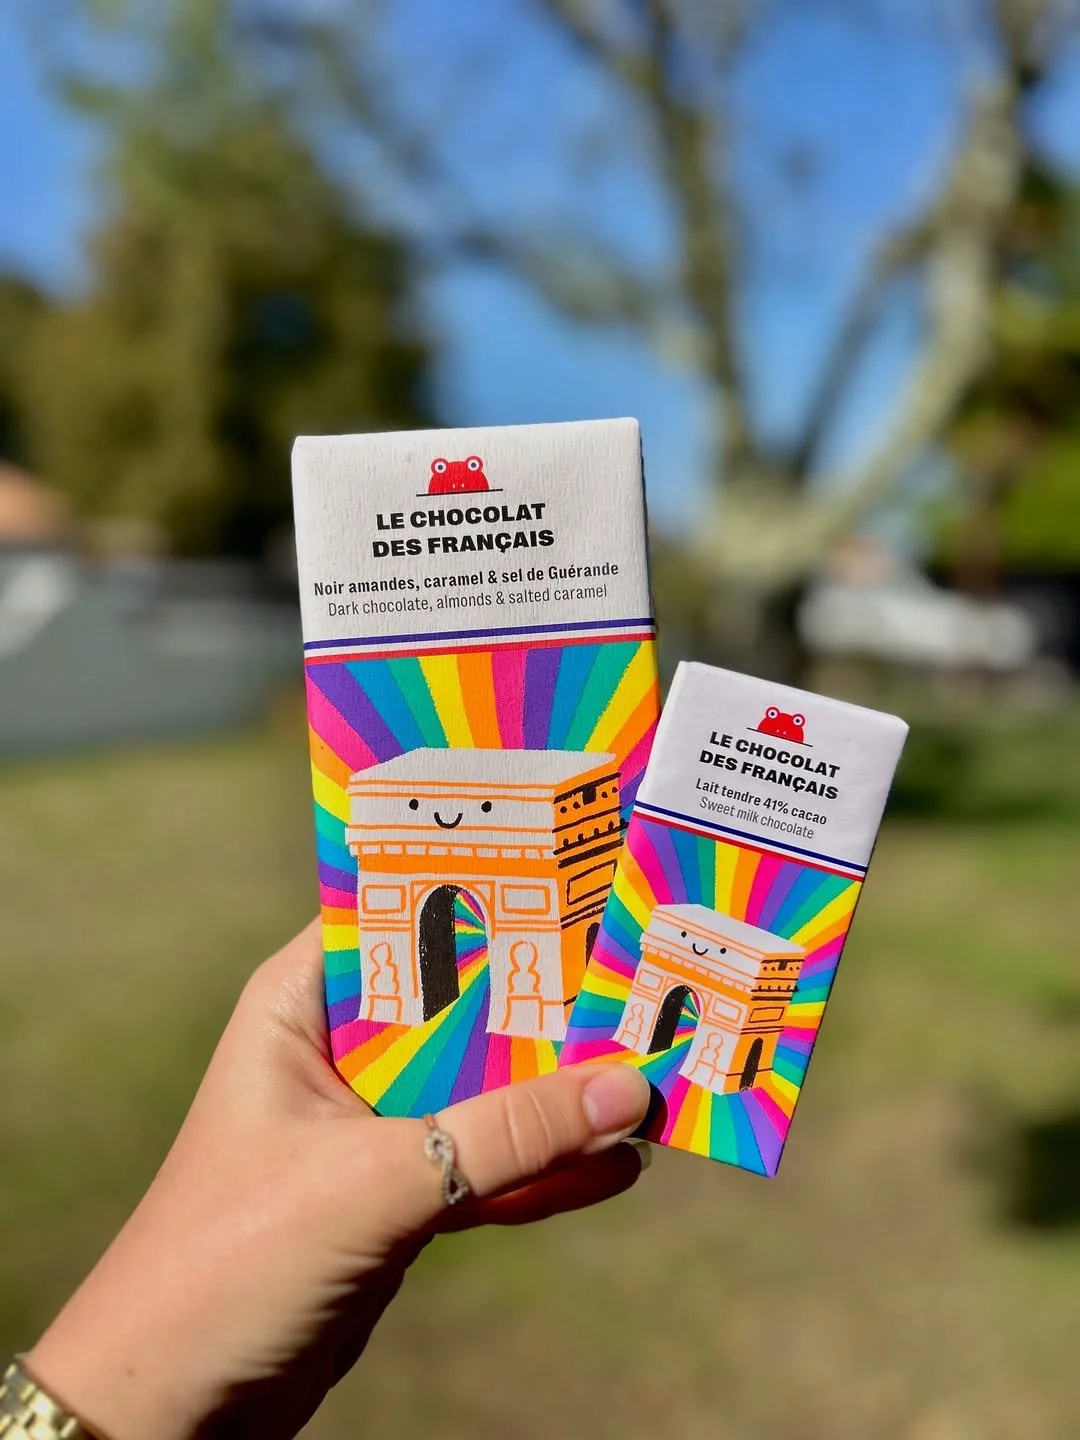 LE CHOCOLAT
DES FRANÇAIS
Noir amandes, caramel & sel de Guérande
Dark chocolate, almonds & salted caramel
LE CHOCOLAT
DES FRANÇAIS
Lait tendre 41% cacao
Sweet milk chocolate